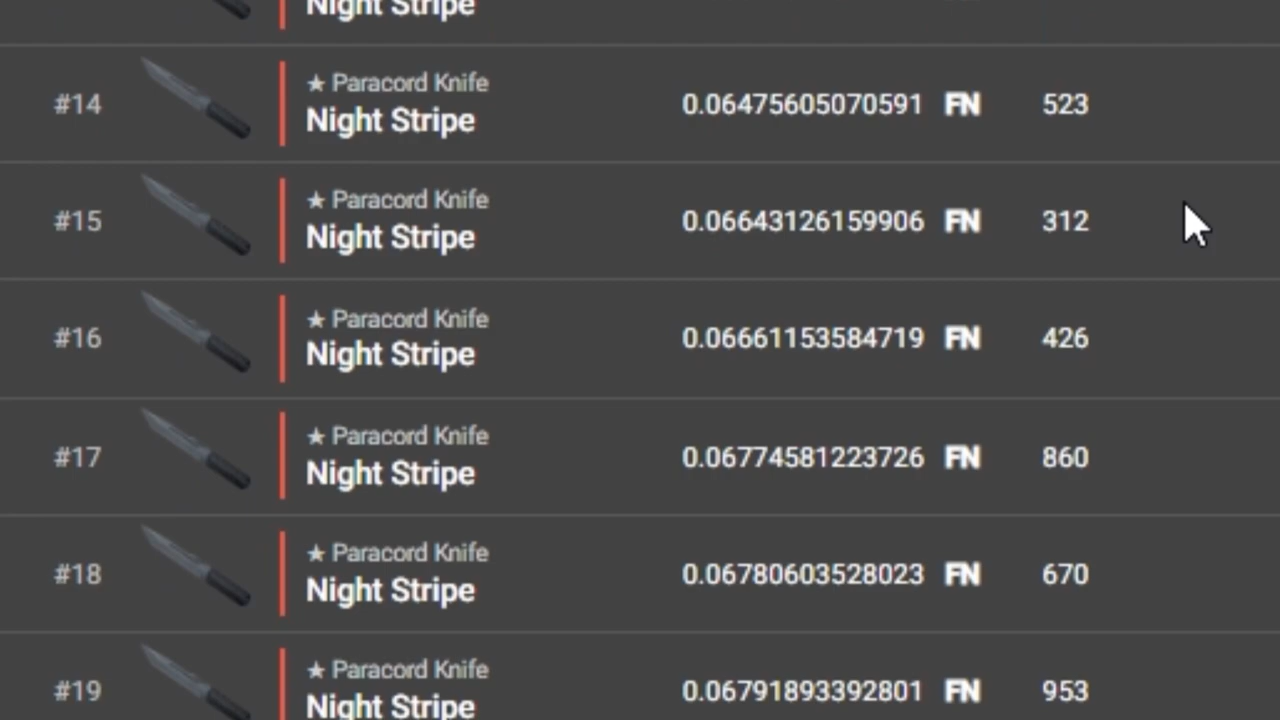 Night Stripe
★ Paracord Knife
#14 0.06475605070591 FN 523
Night Stripe
★ Paracord Knife
#15 0.06643126159906 FN 312
Night Stripe
★ Paracord Knife
#16 0.06661153584719 FN 426
Night Stripe
★ Paracord Knife
#17 0.06774581223726 FN 860
Night Stripe
★ Paracord Knife
#18 0.06780603528023 FN 670
Night Stripe
★ Paracord Knife
#19 0.06791893392801 FN 953
Night Stripe